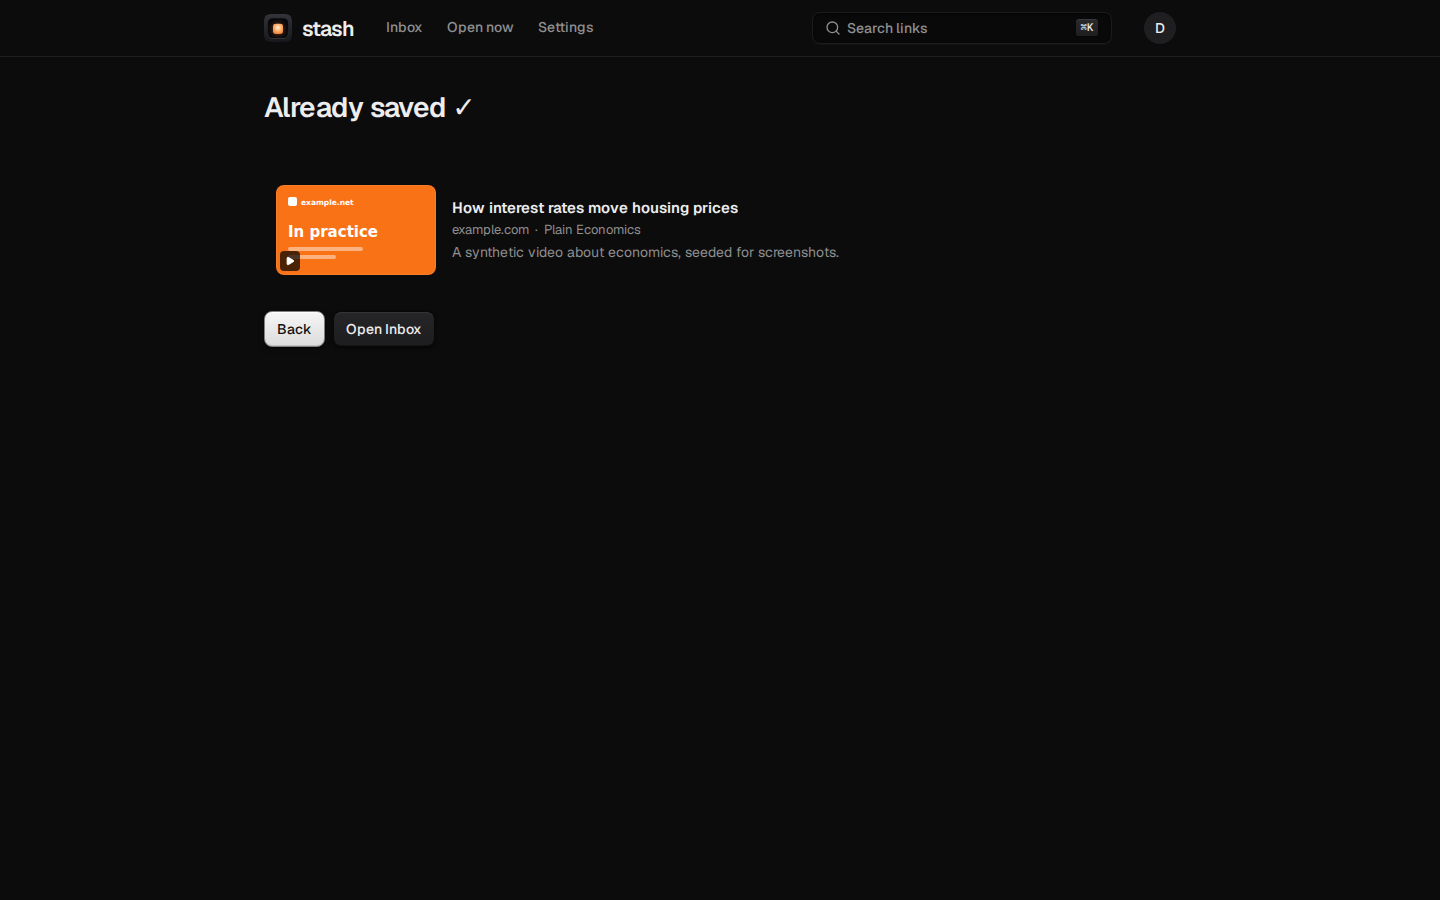 stash
Inbox
Open now
Settings
Search links
⌘K
D
Already saved ✓
example.net
In practice
How interest rates move housing prices
example.com · Plain Economics
A synthetic video about economics, seeded for screenshots.
Back
Open Inbox